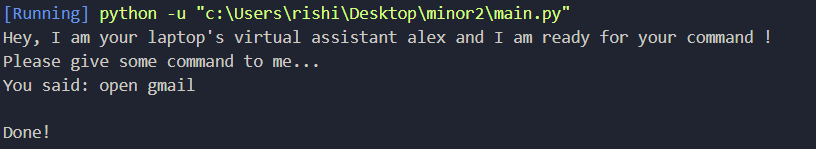 [Running] python -u "c:\Users\rishi\Desktop\minor2\main.py"
Hey, I am your laptop's virtual assistant alex and I am ready for your command !
Please give some command to me...
You said: open gmail
Done!